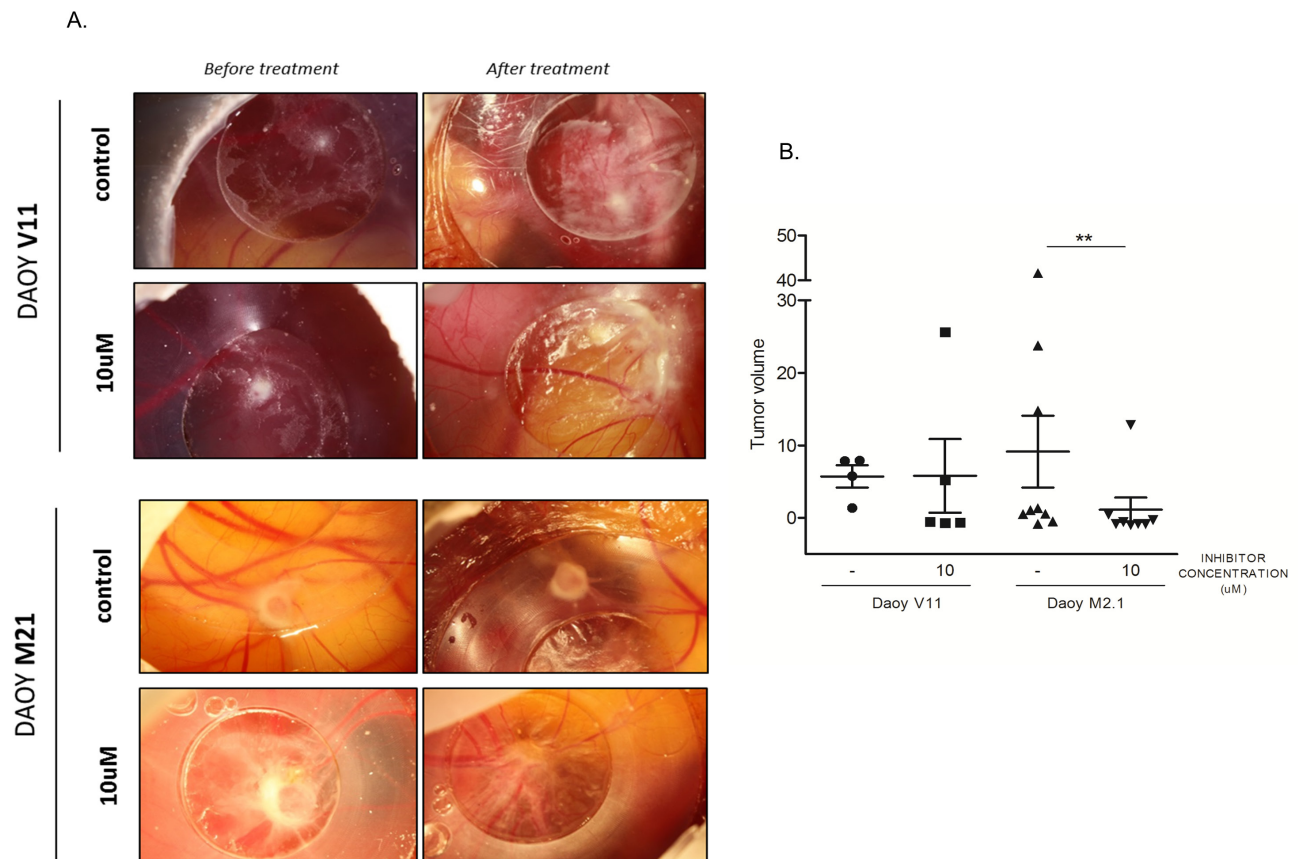 A.
Before treatment
After treatment
DAOY V11
control
10uM
DAOY M21
control
10uM
B.
Tumor volume
50
40
30
20
10
0
**
-
10
-
10
INHIBITOR
CONCENTRATION
(uM)
Daoy V11
Daoy M2.1